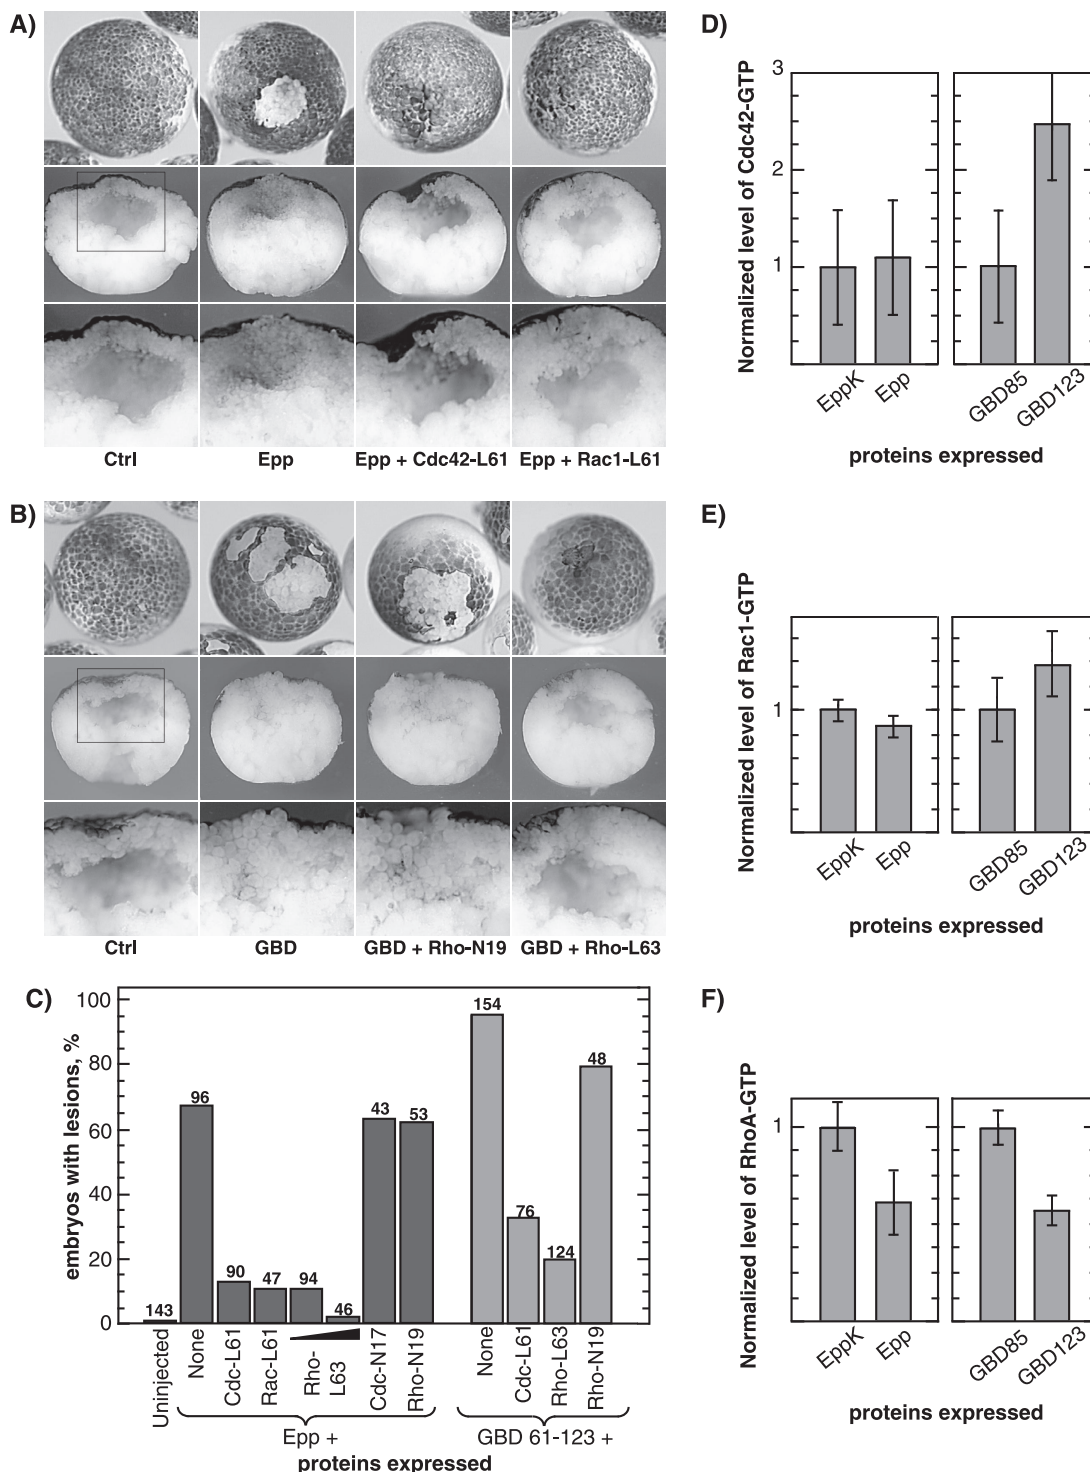 A)
Ctrl
Epp
Epp + Cdc42-L61
Epp + Rac1-L61
B)
Ctrl
GBD
GBD + Rho-N19
GBD + Rho-L63
C)
embryos with lesions, %
100
80
60
40
20
0
143
96
90
47
94
46
43
53
154
76
124
48
Uninjected
None
Cdc-L61
Rac-L61
Rho-
L63
Cdc-N17
Rho-N19
None
Cdc-L61
Rho-L63
Rho-N19
Epp +
GBD 61-123 +
proteins expressed
D)
Normalized level of Cdc42-GTP
3
2
1
EppK
Epp
GBD85
GBD123
proteins expressed
E)
Normalized level of Rac1-GTP
1
EppK
Epp
GBD85
GBD123
proteins expressed
F)
Normalized level of RhoA-GTP
1
EppK
Epp
GBD85
GBD123
proteins expressed